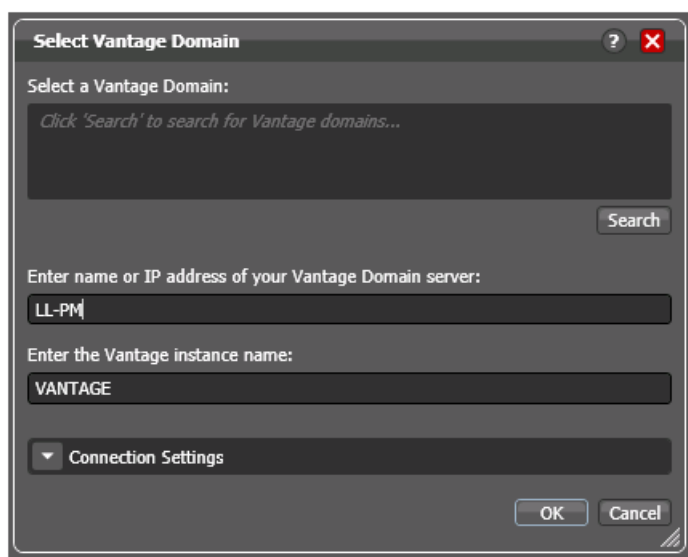 Select Vantage Domain
?
Select a Vantage Domain:
Click 'Search' to search for Vantage domains...
Search
Enter name or IP address of your Vantage Domain server:
LL-PM
Enter the Vantage instance name:
VANTAGE
Connection Settings
OK
Cancel